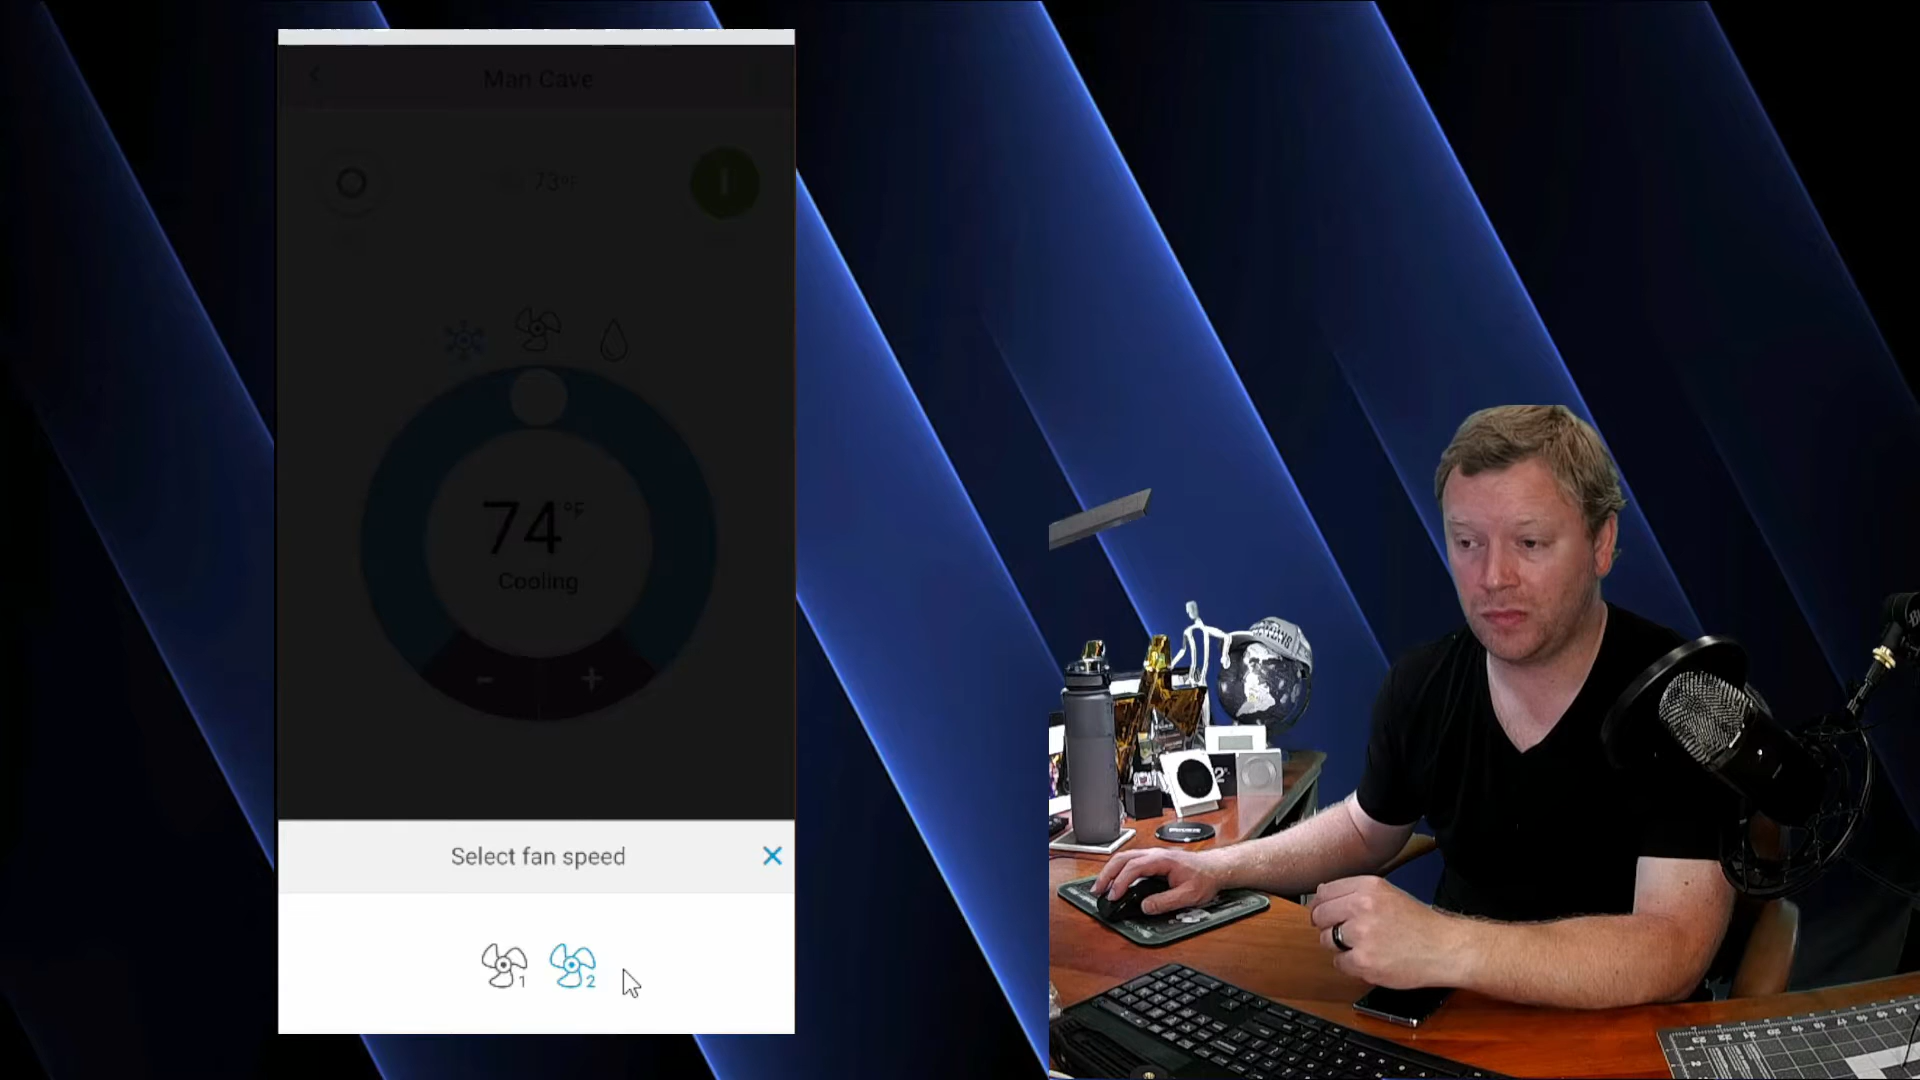 Man Cave
73°F
74°F
Cooling
- +
Select fan speed
1 2